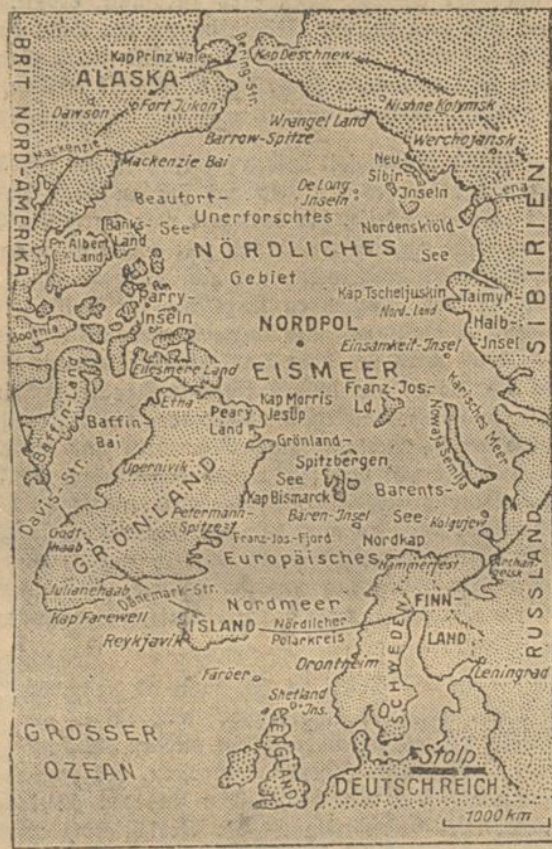 BRIT NORD-AMERIKA
Kap Prinz Wales
Bering-Str.
Kap Deschnew
ALASKA
Dawson
Fort Jukon
Nishne Kolymsk
Wrangel Land
Mackenzie
Barrow-Spitze
Werchojansk
Mackenzie Bai
Neu-
Sibir.
Inseln
Lena
De Long
Inseln
Beaufort-
Unerforschtes
See
Banks-
Land
Pr. Albert
Land
Nordenskiöld
See
NÖRDLICHES
Gebiet
SIBIRIEN
Kap Tscheljuskin
Taimyr
Halb-
Insel
Nord. land
Parry-
Inseln
Boothia
NORDPOL
Einsamkeit-Insel
Ellesmere Land
EISMEER
Franz-Jos.-
Ld.
Karisches Meer
Nowaja Semlja
Baffin-Land
Etha
Peary
Land
Kap Morris
Jesup
Baffin
Bai
Grönland-
See
Spitzbergen
Upernivik
Kap Bismarck
Barents-
See
Davis-Str.
GRÖNLAND
Petermann-
Spitze
Bären-Insel
Kolgujew
Godt
haab
Franz-Jos-Fjord
Nordkap
Europäisches
Hammerfest
Archan
gelsk
RUSSLAND
Julianehaab
Dänemark-Str.
Nordmeer
FINN-
LAND
Kap Farewell
ISLAND
Nördlicher
Polarkreis
Reykjavik
SCHWEDEN
Drontheim
Leningrad
Faröer
Shetland
Ins.
GROSSER
OZEAN
ENGLAND
Stolp
DEUTSCH. REICH
1000 km